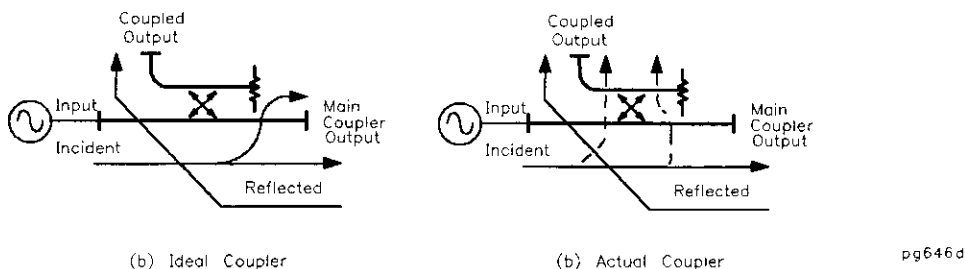 Coupled
Output
Input
Incident
Main
Coupler
Output
Reflected
(b) Ideal Coupler
Coupled
Output
Input
Incident
Main
Coupler
Output
Reflected
(b) Actual Coupler
pg646d